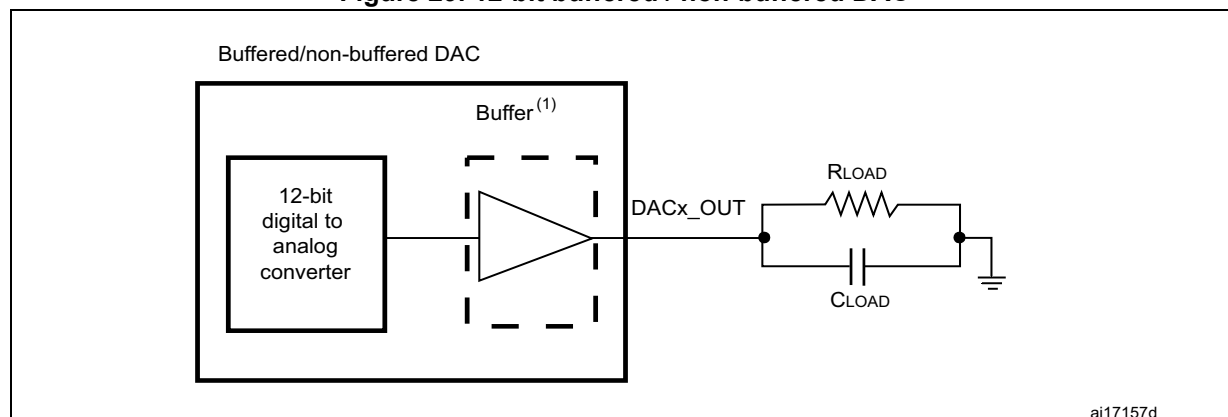 Buffered/non-buffered DAC
Buffer (1)
12-bit
digital to
analog
converter
DACx_OUT
RLOAD
CLOAD
ai17157d